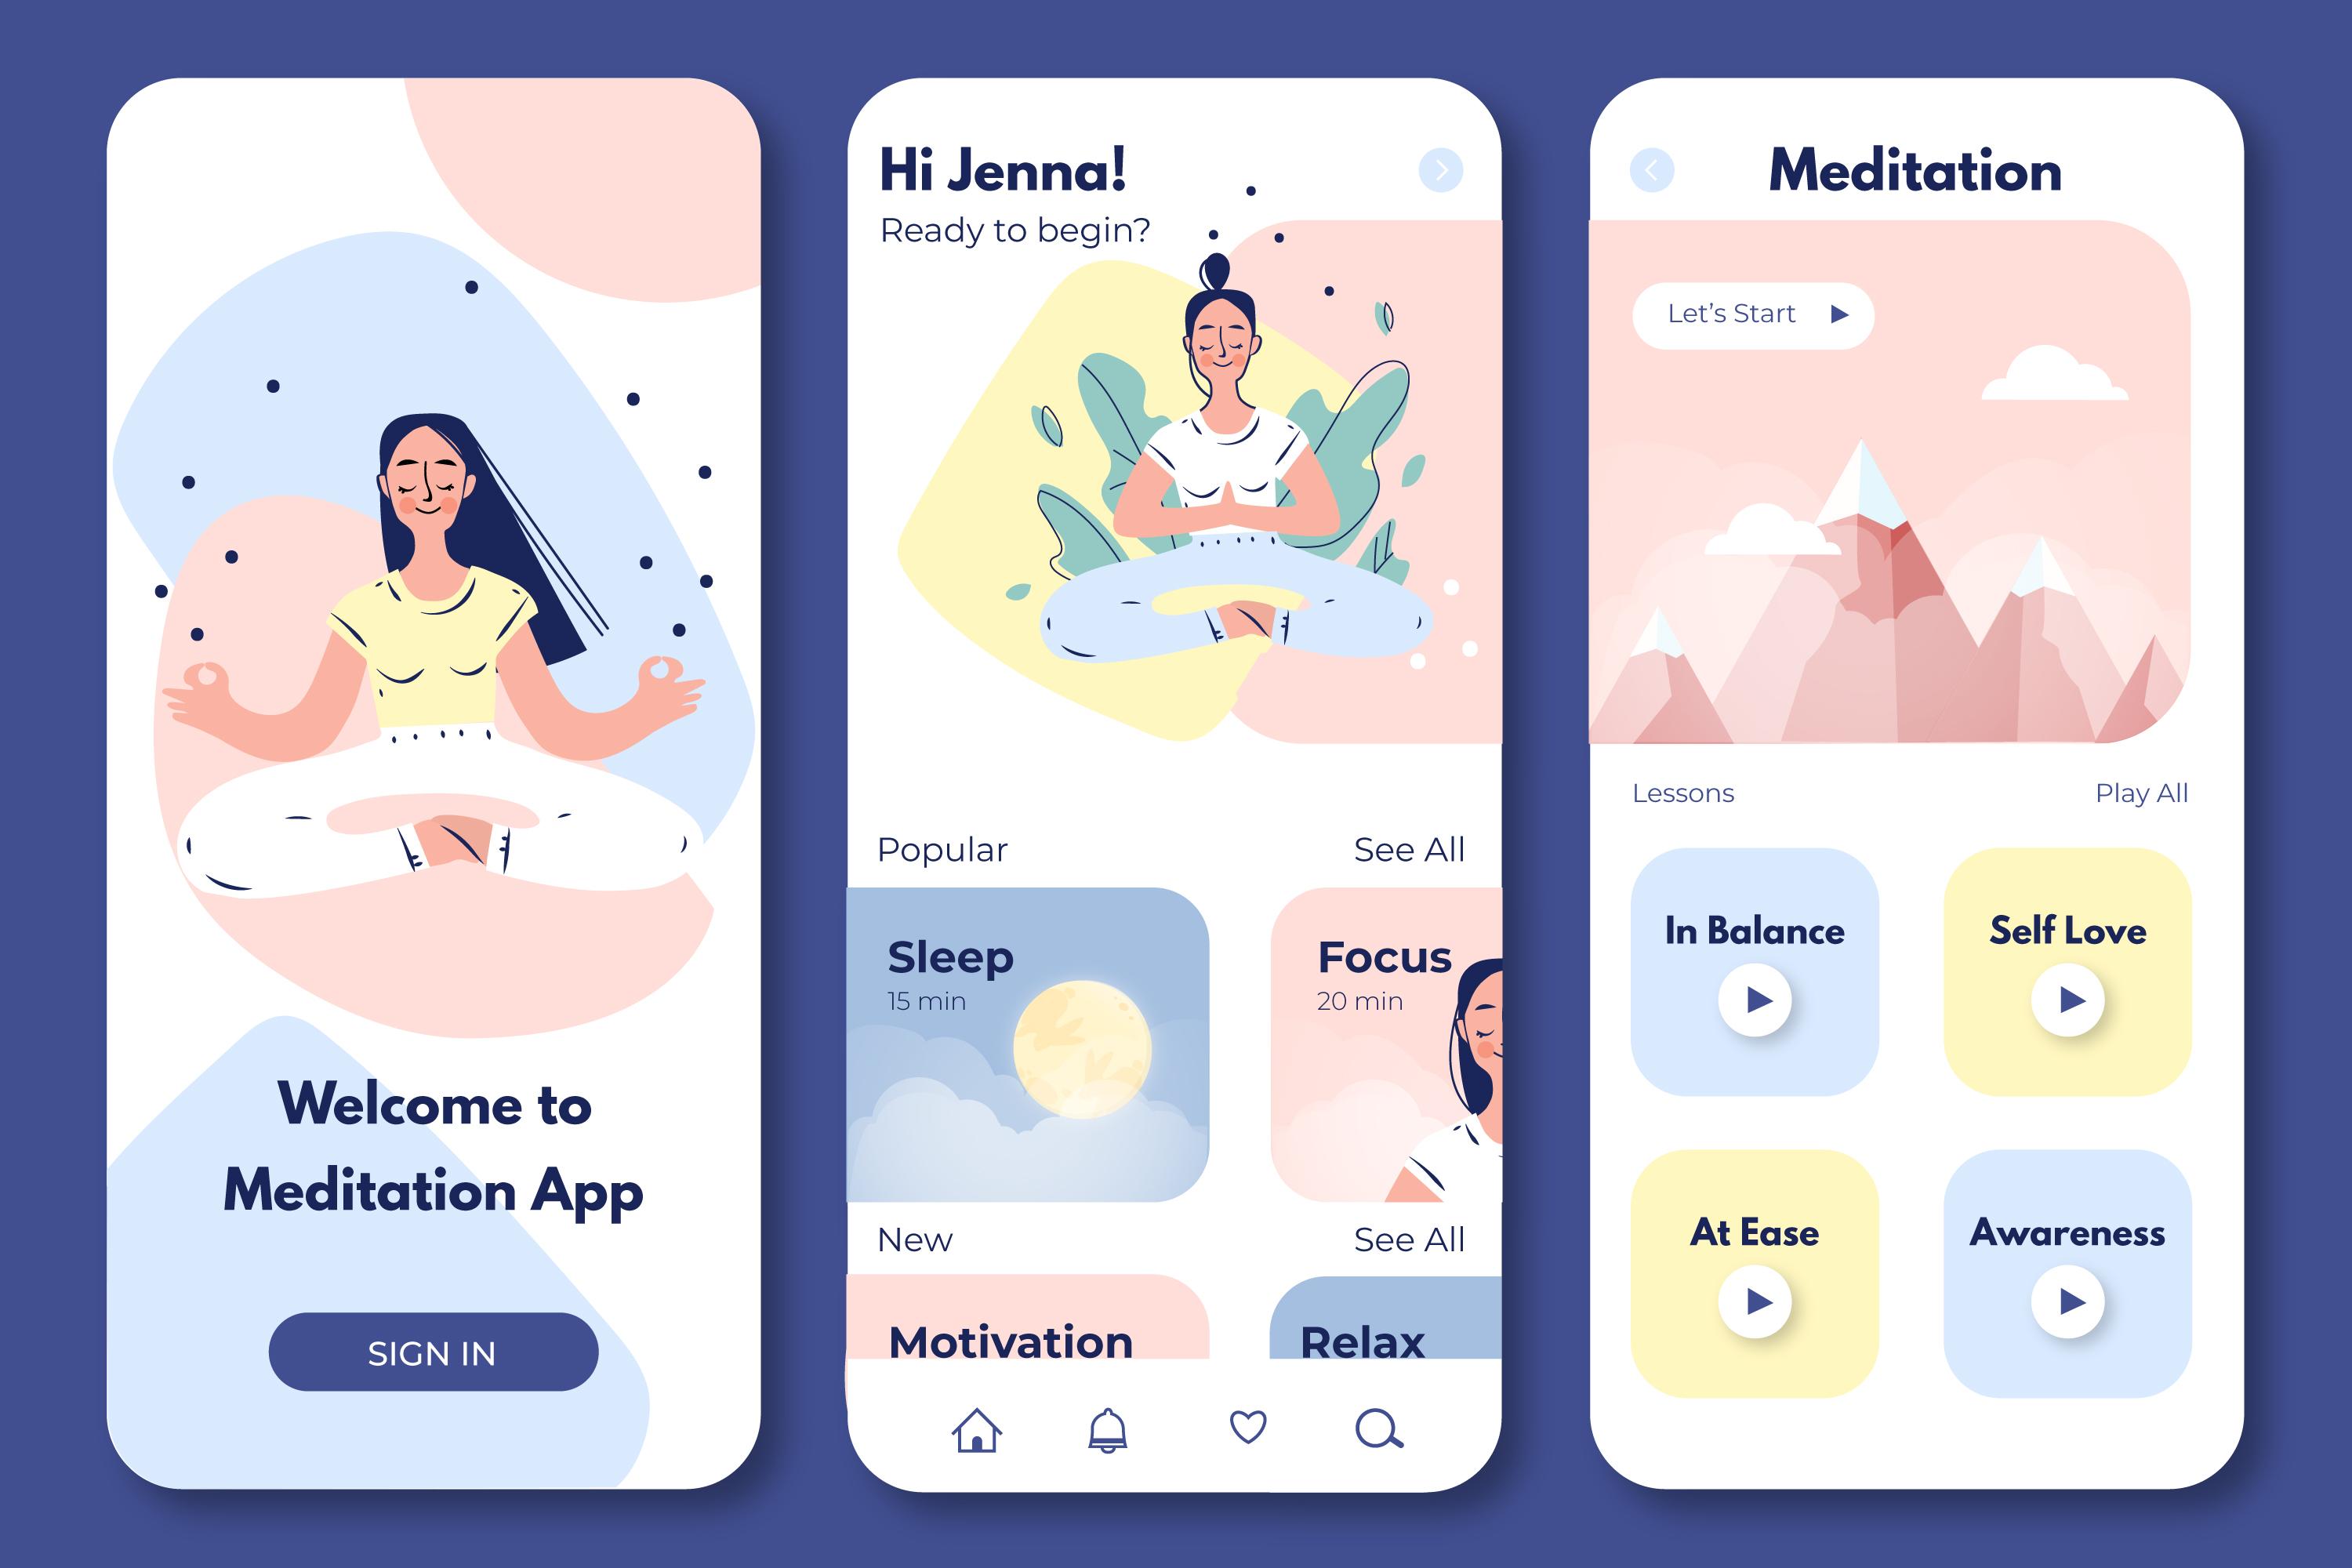 Welcome to
Meditation App
SIGN IN
Hi Jenna!
Ready to begin?
Popular
See All
Sleep
15 min
Focus
20 min
New
See All
Motivation
Relax
Meditation
Let's Start
Lessons
Play All
In Balance
Self Love
At Ease
Awareness